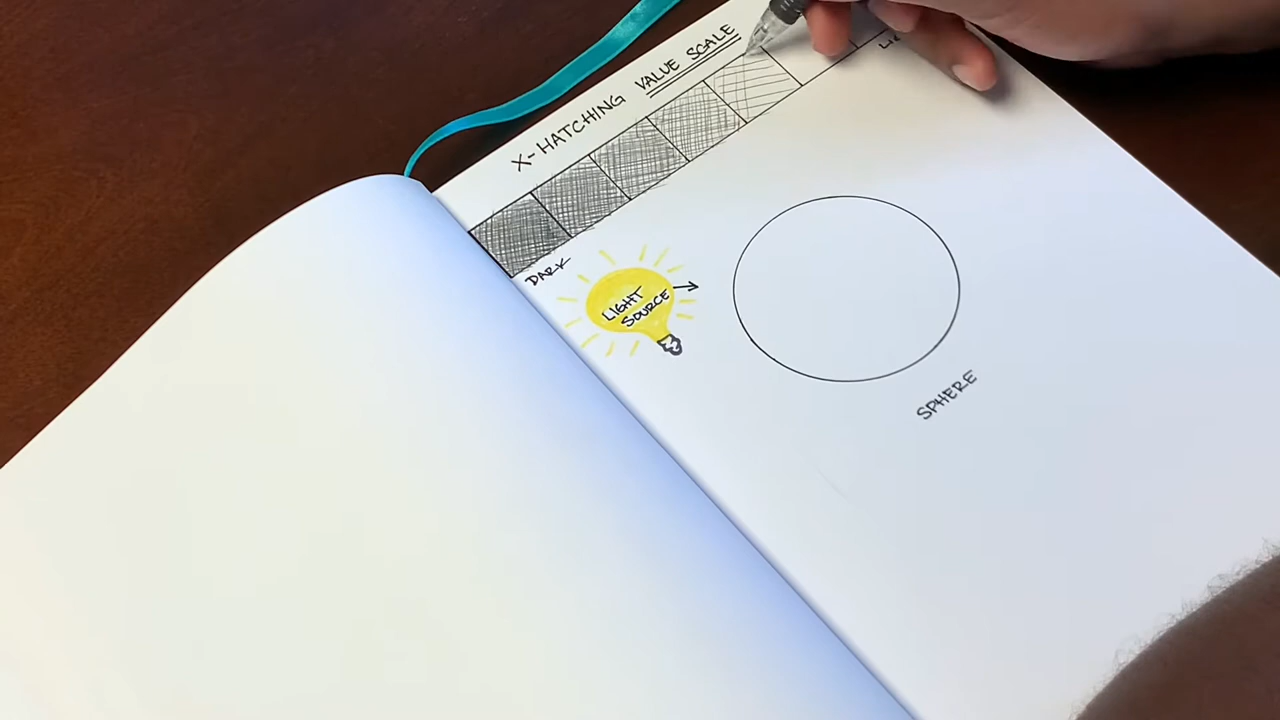 X-HATCHING VALUE SCALE
DARK
LIGHT
SOURCE
SPHERE